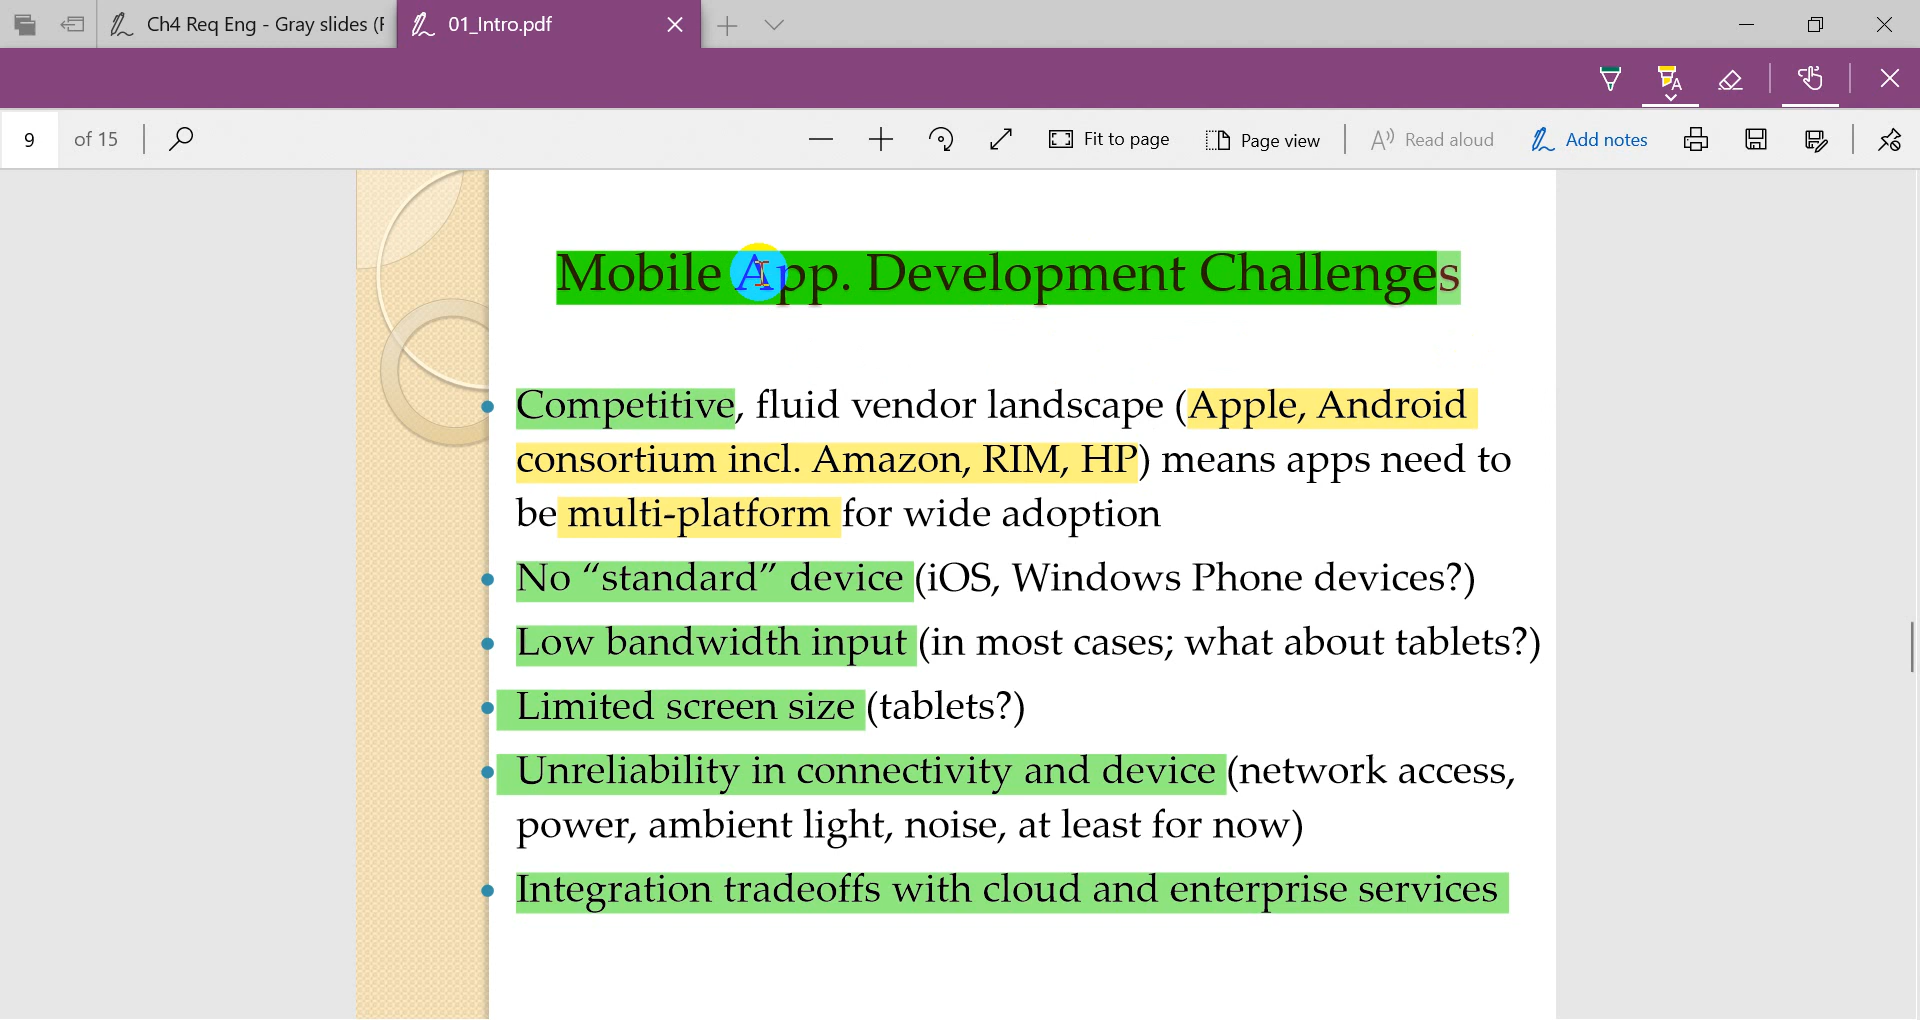 Ch4 Req Eng - Gray slides (F
01_Intro.pdf
9 of 15
Fit to page
Page view
Read aloud
Add notes
Mobile App. Development Challenges
• Competitive, fluid vendor landscape (Apple, Android
consortium incl. Amazon, RIM, HP) means apps need to
be multi-platform for wide adoption
• No “standard” device (iOS, Windows Phone devices?)
• Low bandwidth input (in most cases; what about tablets?)
• Limited screen size (tablets?)
• Unreliability in connectivity and device (network access,
power, ambient light, noise, at least for now)
• Integration tradeoffs with cloud and enterprise services